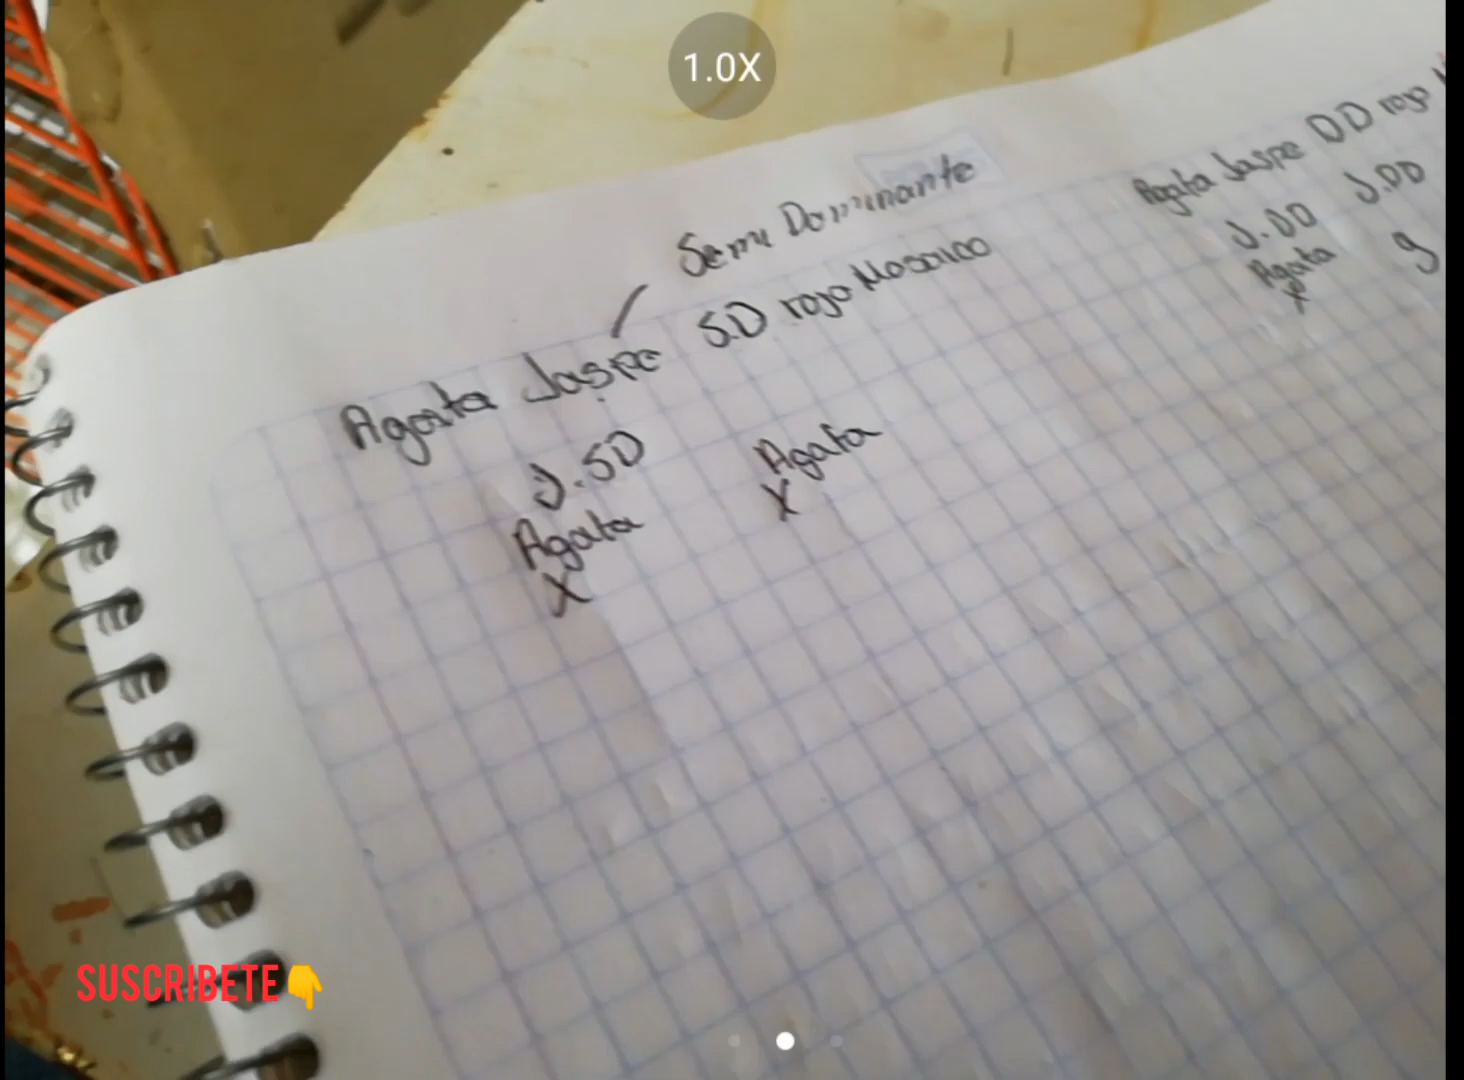 1.0X
Semi Dominante
Agata Jaspe S.D rojo Mosaico
J.SD
Agata
X
Agata
X
Agata Jaspe DD rojo
J.DD
Agata
X
J.DD
SUSCRIBETE👇